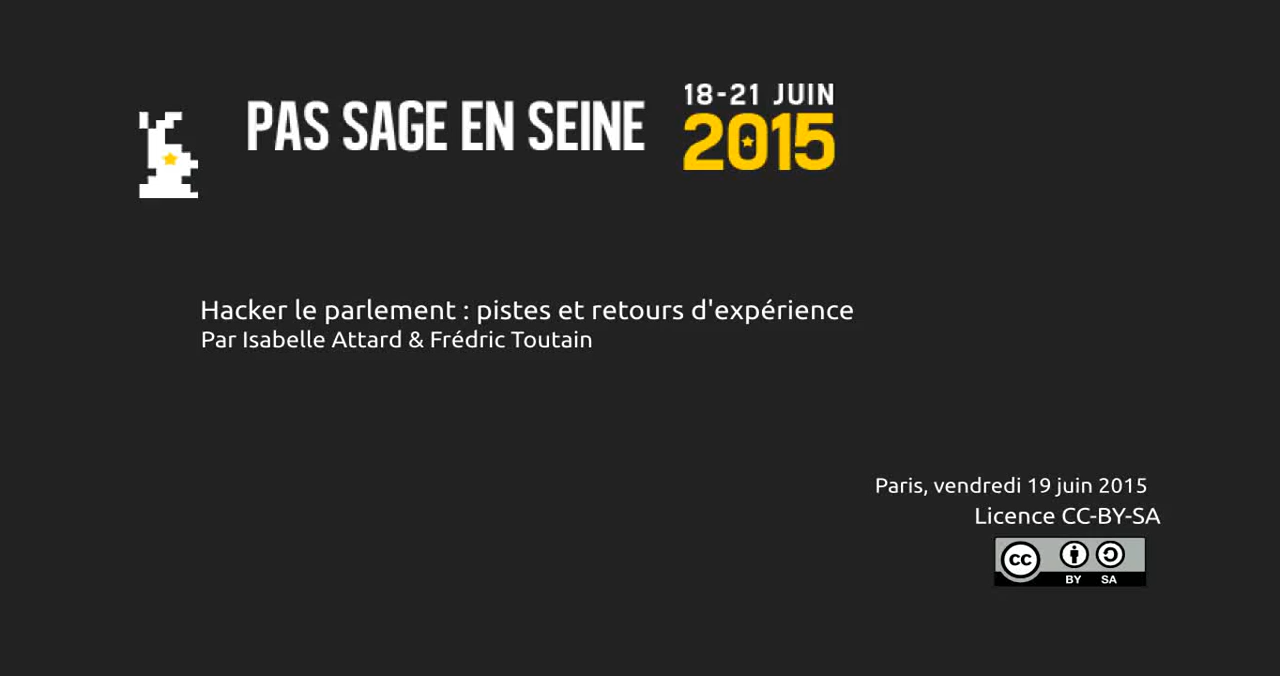 PAS SAGE EN SEINE
18-21 JUIN
2015
Hacker le parlement : pistes et retours d'expérience
Par Isabelle Attard & Frédric Toutain
Paris, vendredi 19 juin 2015
Licence CC-BY-SA
cc
BY SA